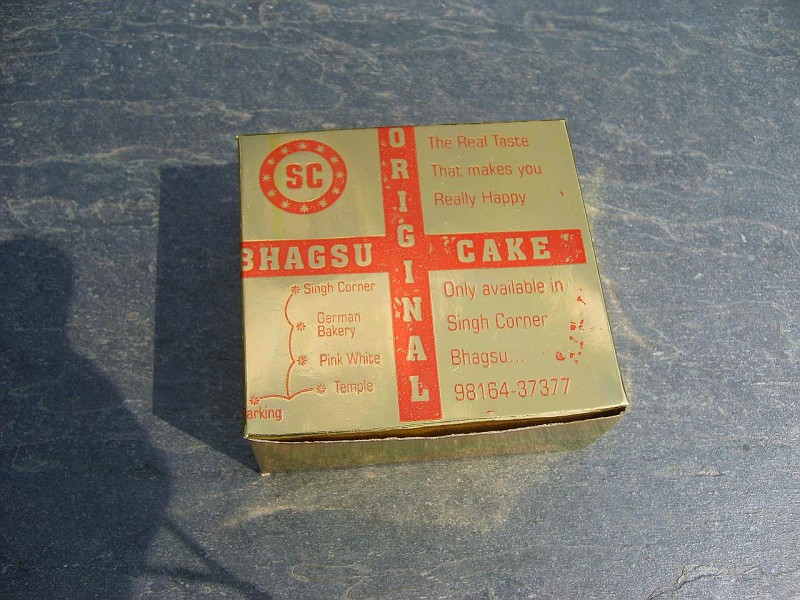 SC
ORIGINAL
The Real Taste
That makes you
Really Happy
BHAGSU "CAKE"
Singh Corner
German
Bakery
Pink White
Temple
arking
Only available in
Singh Corner
Bhagsu...
98164-37377